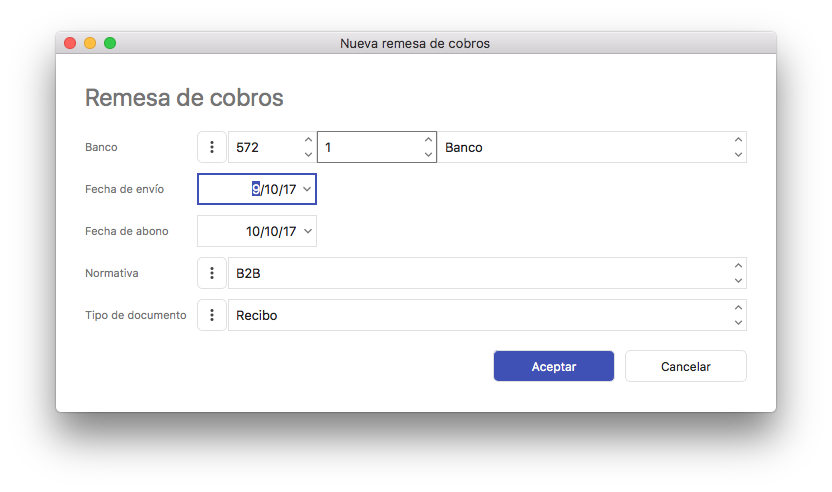 Nueva remesa de cobros
Remesa de cobros
Banco 572 1 Banco
Fecha de envío 9/10/17
Fecha de abono 10/10/17
Normativa B2B
Tipo de documento Recibo
Aceptar Cancelar